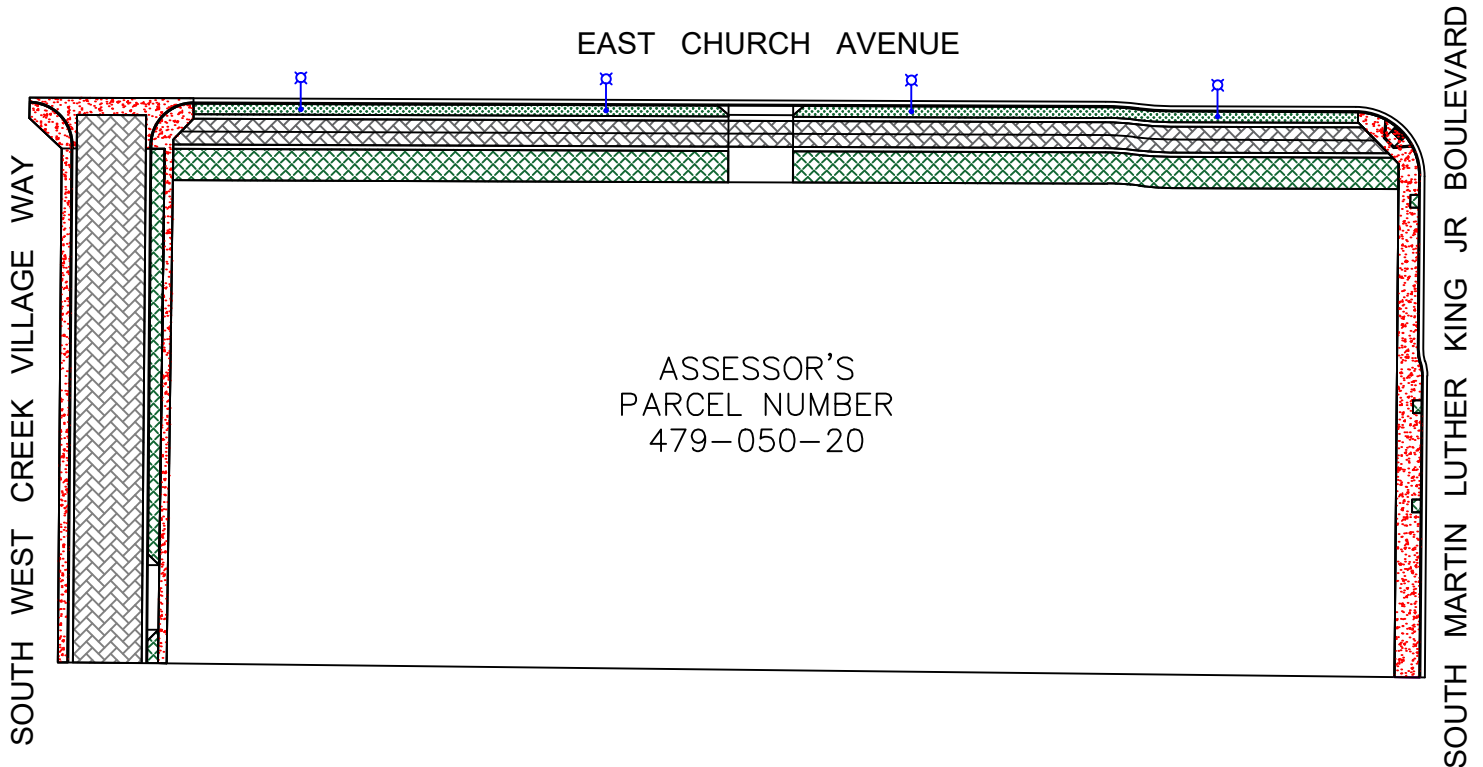 EAST CHURCH AVENUE
SOUTH WEST CREEK VILLAGE WAY
ASSESSOR'S
PARCEL NUMBER
479-050-20
SOUTH MARTIN LUTHER KING JR BOULEVARD